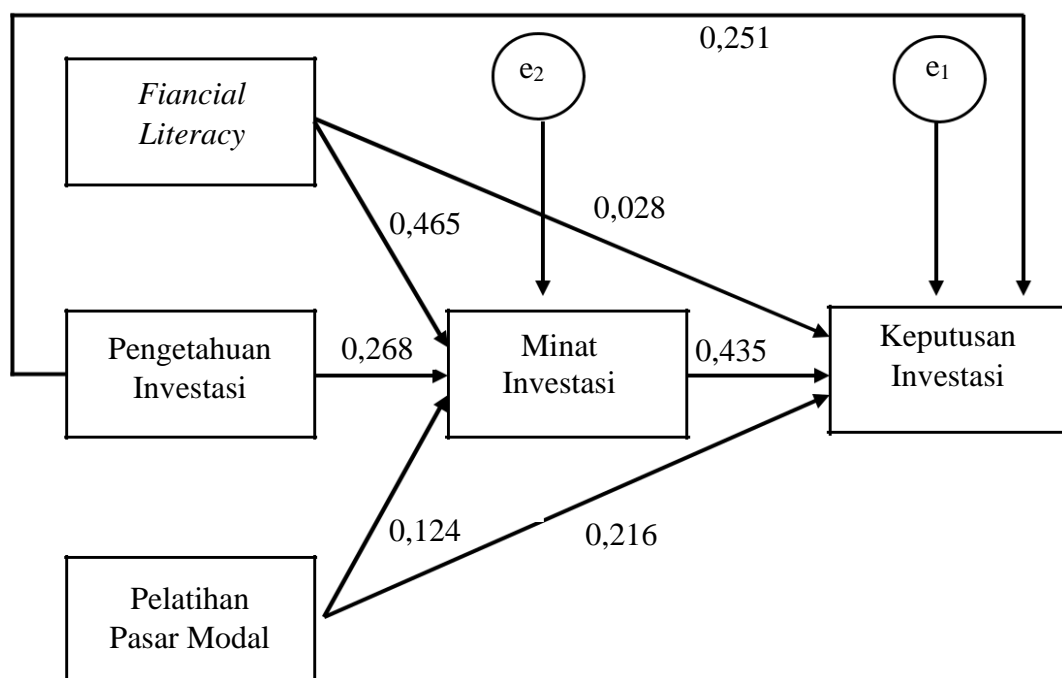 0,251
Fiancial
Literacy
e2
e1
0,028
0,465
Pengetahuan
Investasi
0,268
Minat
Investasi
0,435
Keputusan
Investasi
0,124
0,216
Pelatihan
Pasar Modal